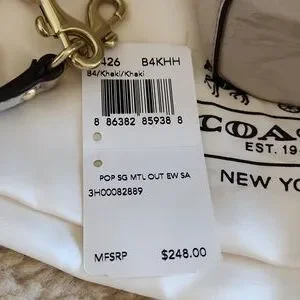 426 B4KHH
B4/Khaki/Khaki
8 86382 85938 8
POP SG MTL OUT EW SA
3H00082889
MFSRP $248.00
COA
EST. 19
NEW YO